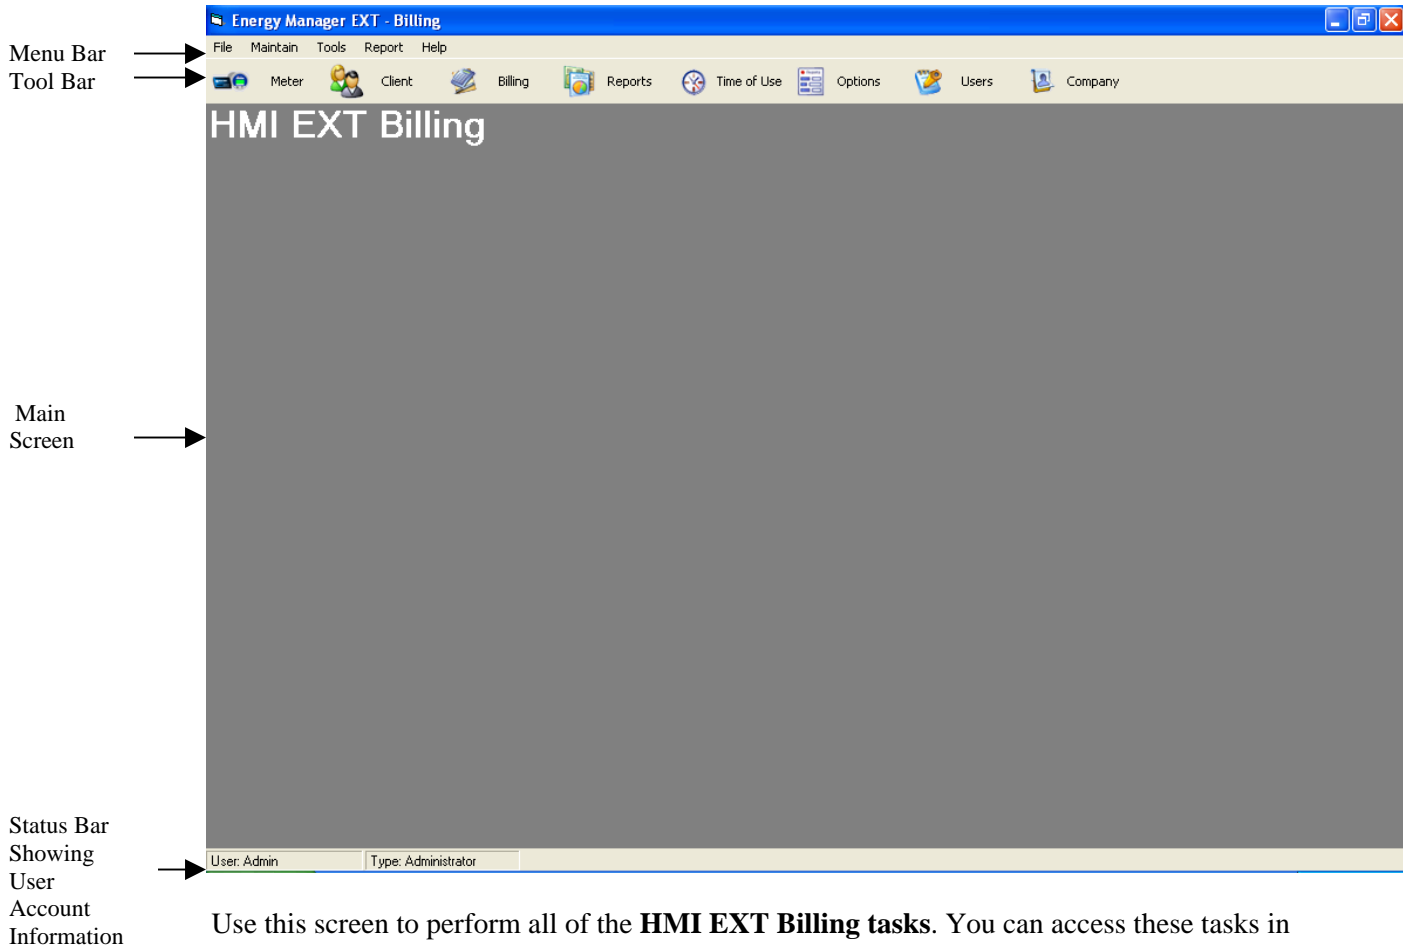 Energy Manager EXT - Billing
File Maintain Tools Report Help
Menu Bar
Tool Bar
Meter Client Billing Reports Time of Use Options Users Company
HMI EXT Billing
Main
Screen
Status Bar
Showing
User
Account
Information
User: Admin Type: Administrator
Use this screen to perform all of the HMI EXT Billing tasks. You can access these tasks in